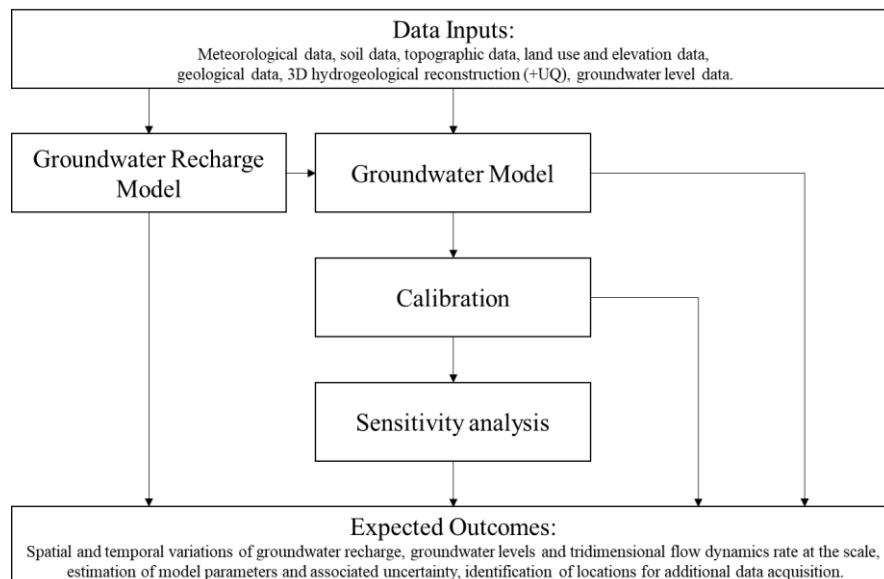 Data Inputs:
Meteorological data, soil data, topographic data, land use and elevation data,
geological data, 3D hydrogeological reconstruction (+UQ), groundwater level data.
Groundwater Recharge
Model
Groundwater Model
Calibration
Sensitivity analysis
Expected Outcomes:
Spatial and temporal variations of groundwater recharge, groundwater levels and tridimensional flow dynamics rate at the scale,
estimation of model parameters and associated uncertainty, identification of locations for additional data acquisition.